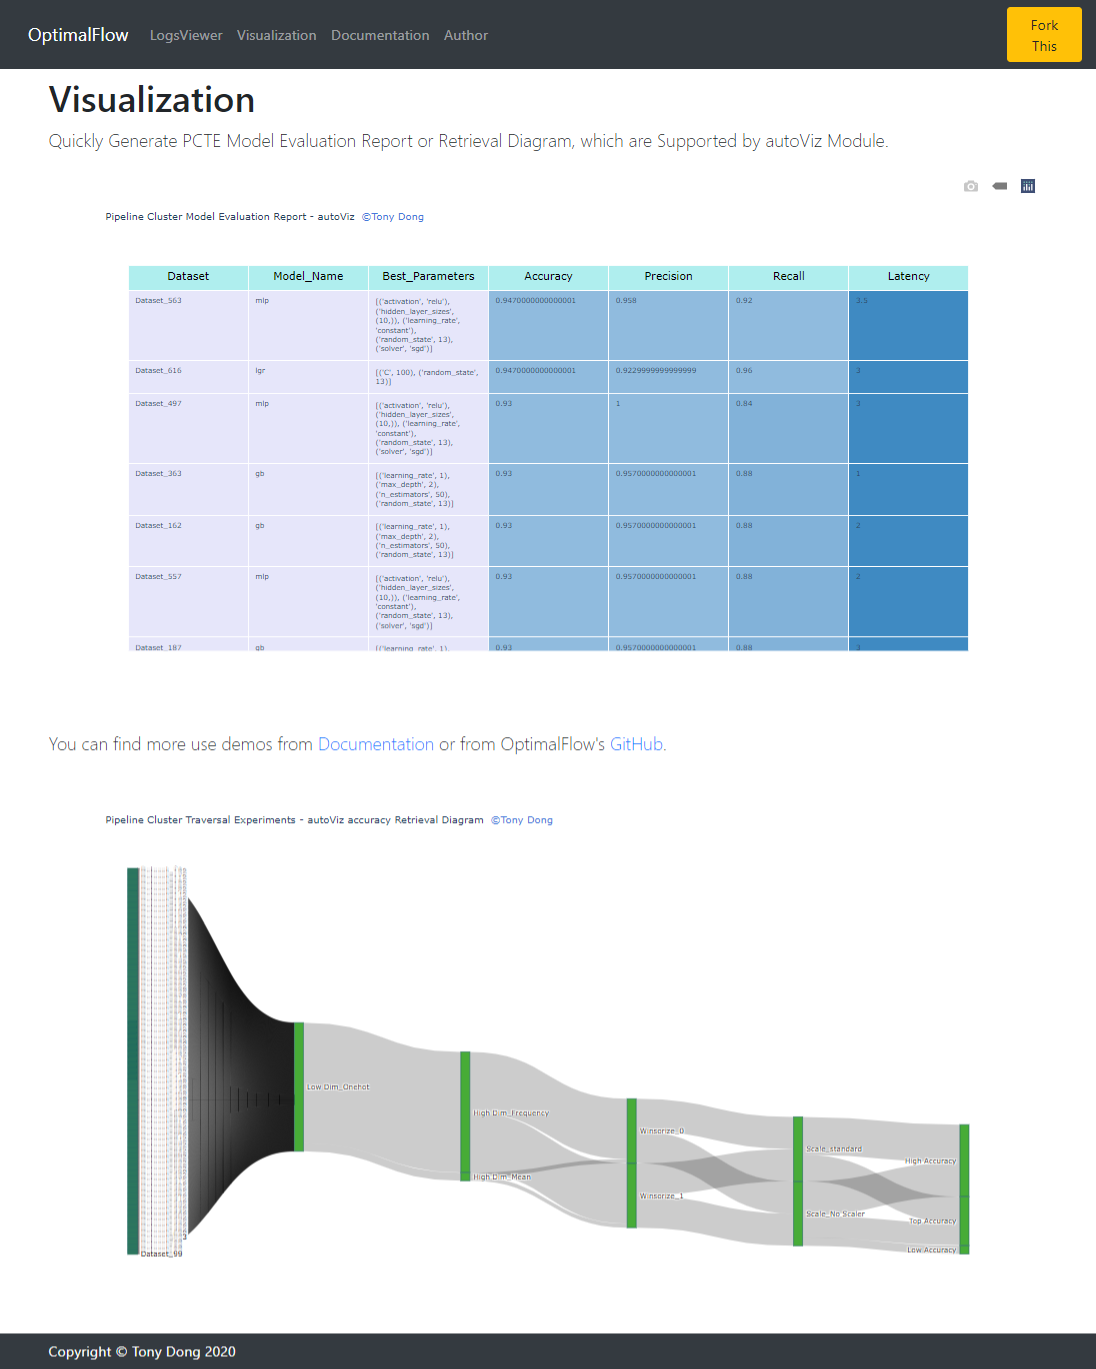 OptimalFlow LogsViewer Visualization Documentation Author
Fork
This
Visualization
Quickly Generate PCTE Model Evaluation Report or Retrieval Diagram, which are Supported by autoViz Module.
Pipeline Cluster Model Evaluation Report - autoViz ©Tony Dong
Dataset Model_Name Best_Parameters Accuracy Precision Recall Latency
Dataset_563 mlp [('activation', 'relu'), 0.9470000000000001 0.958 0.92 3.5
('hidden_layer_sizes',
(10,)), ('learning_rate',
'constant'),
('random_state', 13),
('solver', 'sgd')]
Dataset_616 lgr [('C', 100), ('random_state', 0.9470000000000001 0.9229999999999999 0.96 3
13)]
Dataset_497 mlp [('activation', 'relu'), 0.93 1 0.84 3
('hidden_layer_sizes',
(10,)), ('learning_rate',
'constant'),
('random_state', 13),
('solver', 'sgd')]
Dataset_363 gb [('learning_rate', 1), 0.93 0.9570000000000001 0.88 1
('max_depth', 2),
('n_estimators', 50),
('random_state', 13)]
Dataset_162 gb [('learning_rate', 1), 0.93 0.9570000000000001 0.88 2
('max_depth', 2),
('n_estimators', 50),
('random_state', 13)]
Dataset_557 mlp [('activation', 'relu'), 0.93 0.9570000000000001 0.88 2
('hidden_layer_sizes',
(10,)), ('learning_rate',
'constant'),
('random_state', 13),
('solver', 'sgd')]
Dataset_187 gb [('learning_rate', 1), 0.93 0.9570000000000001 0.88 3
You can find more use demos from Documentation or from OptimalFlow's GitHub.
Pipeline Cluster Traversal Experiments - autoViz accuracy Retrieval Diagram ©Tony Dong
Low Dim_Onehot
High Dim_Frequency
High Dim_Mean
Winsorize_0
Winsorize_1
Scale_standard
Scale_No Scaler
High Accuracy
Top Accuracy
Low Accuracy
Dataset_99
Copyright © Tony Dong 2020